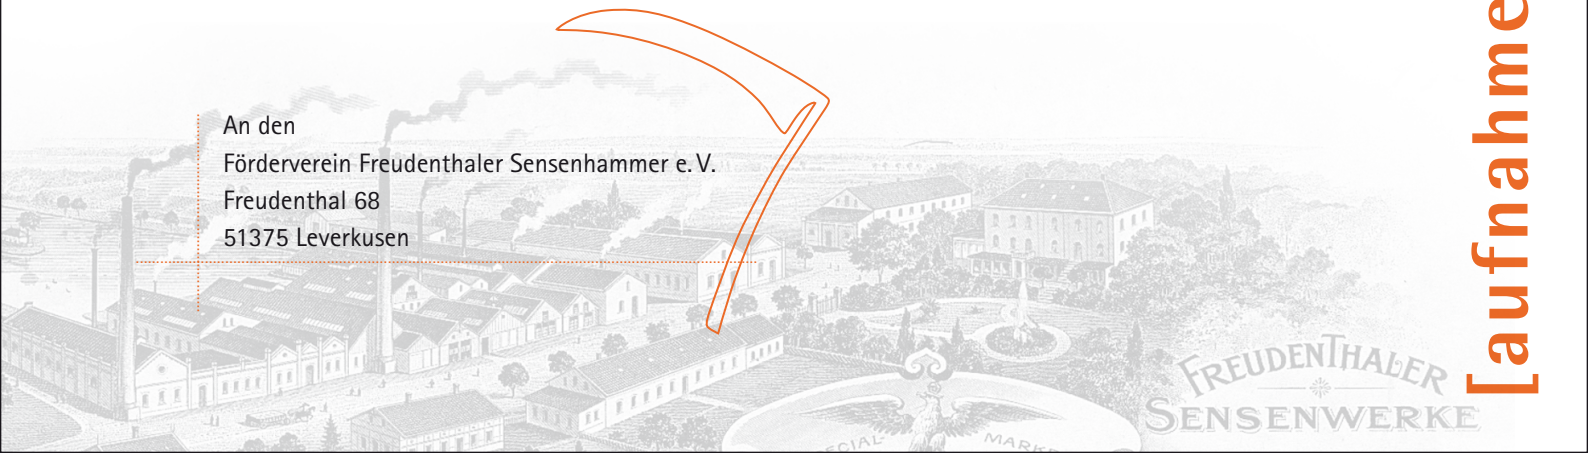 An den
Förderverein Freudenthaler Sensenhammer e. V.
Freudenthal 68
51375 Leverkusen
[aufnahme
FREUDENTHALER
SENSENWERKE